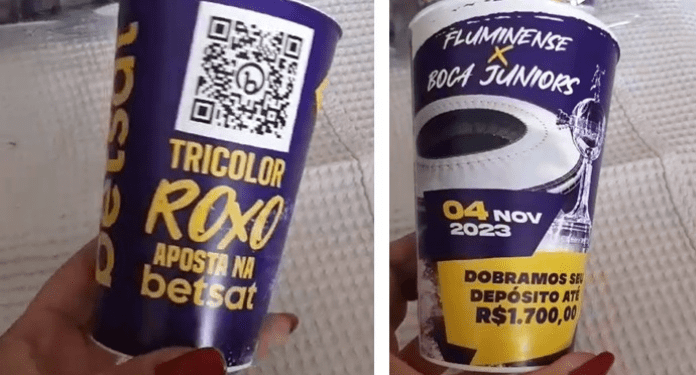 betsat
TRICOLOR
ROXO
APOSTA NA
betsat
FLUMINENSE
X
BOCA JUNIORS
04 NOV
2023
DOBRAMOS SEU
DEPÓSITO ATÉ
R$1.700,00